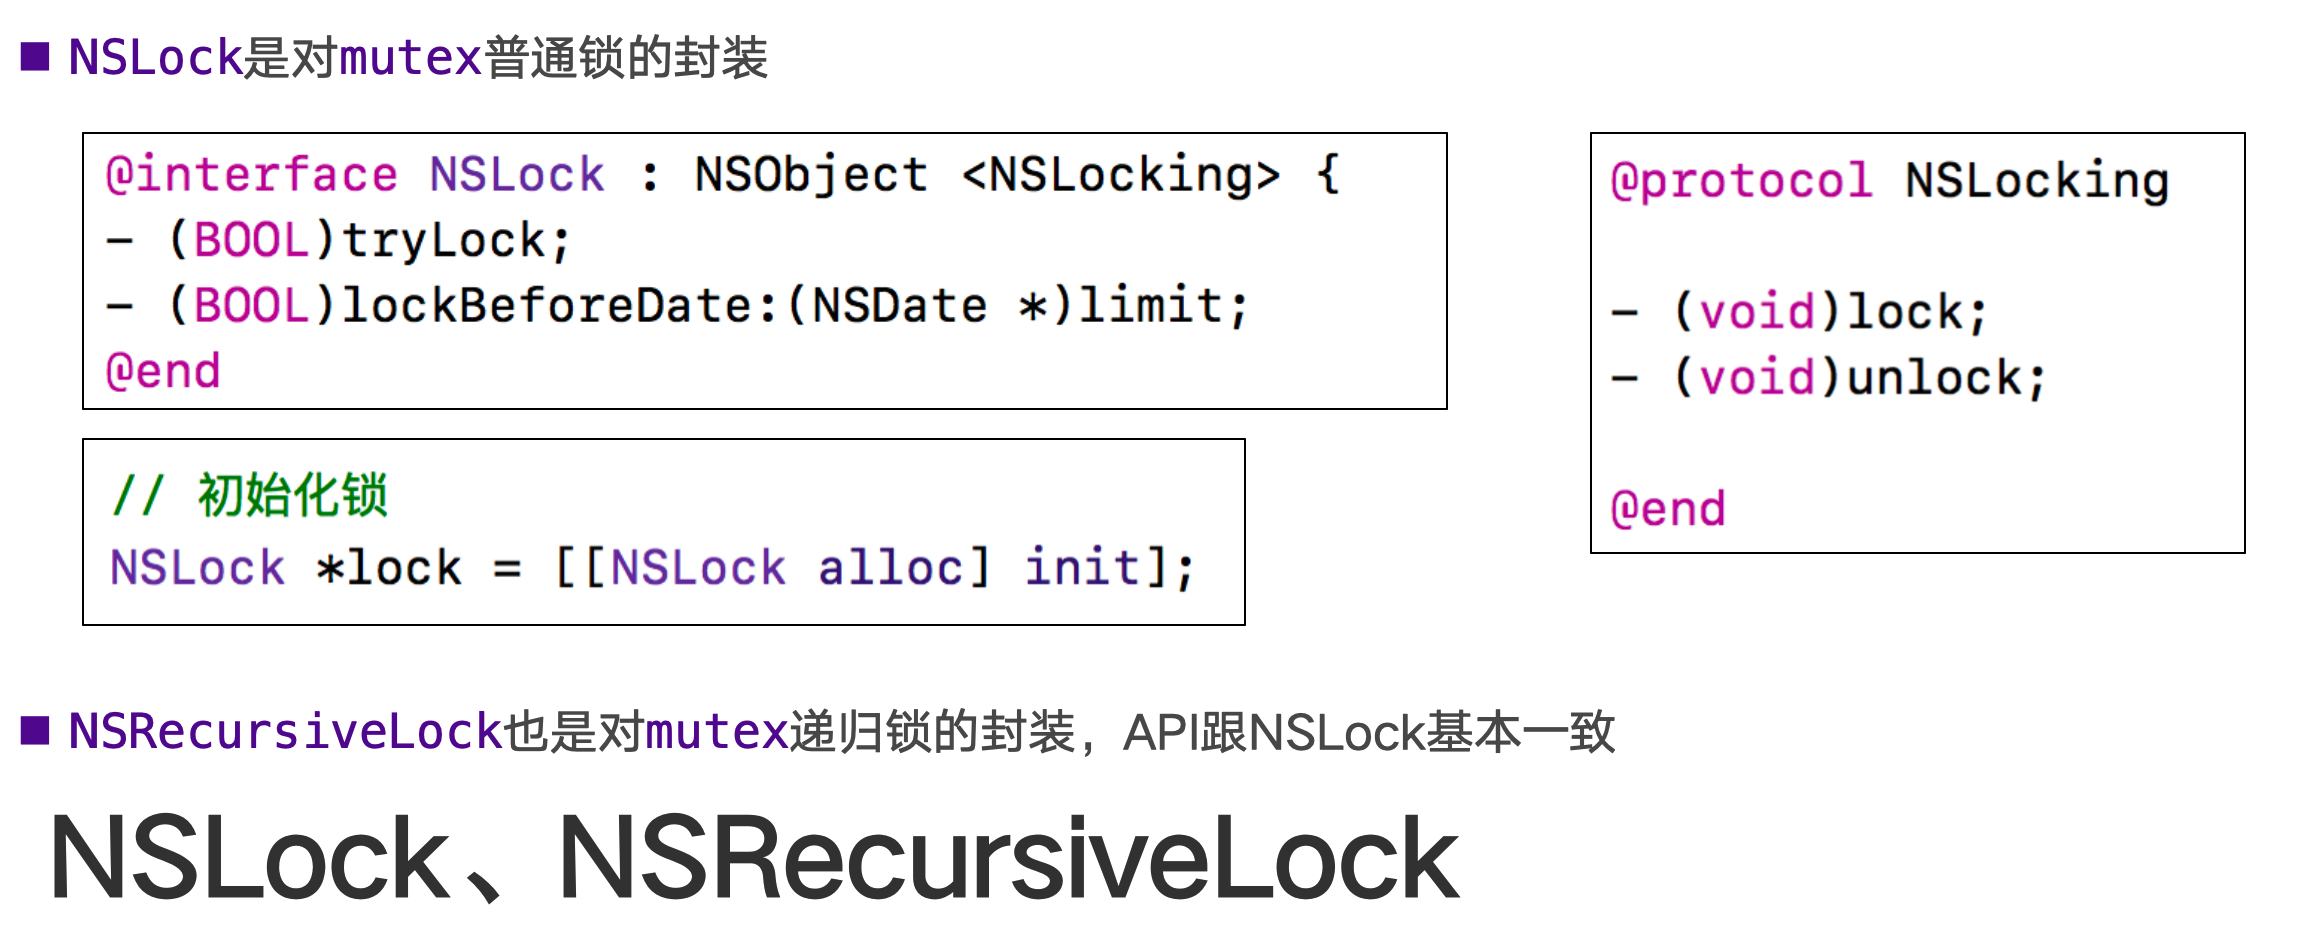 NSLock是对mutex普通锁的封装
@interface NSLock : NSObject <NSLocking> {
- (BOOL)tryLock;
- (BOOL)lockBeforeDate:(NSDate *)limit;
@end
@protocol NSLocking
- (void)lock;
- (void)unlock;
@end
// 初始化锁
NSLock *lock = [[NSLock alloc] init];
NSRecursiveLock也是对mutex递归锁的封装，API跟NSLock基本一致
NSLock、NSRecursiveLock